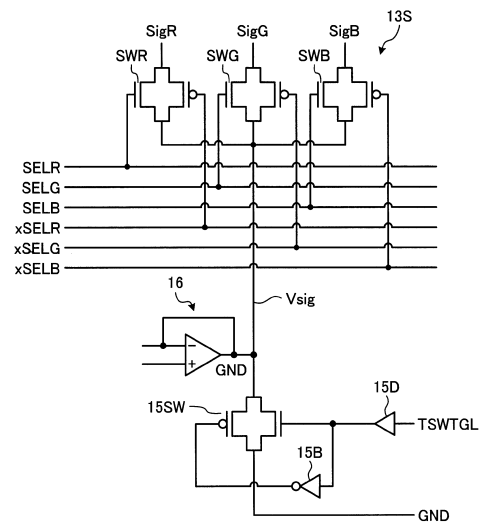 SigR SigG SigB 13S
SWR SWG SWB
SELR
SELG
SELB
xSELR
xSELG
xSELB
16
Vsig
−
+
GND
15SW
15D
TSWTGL
15B
GND